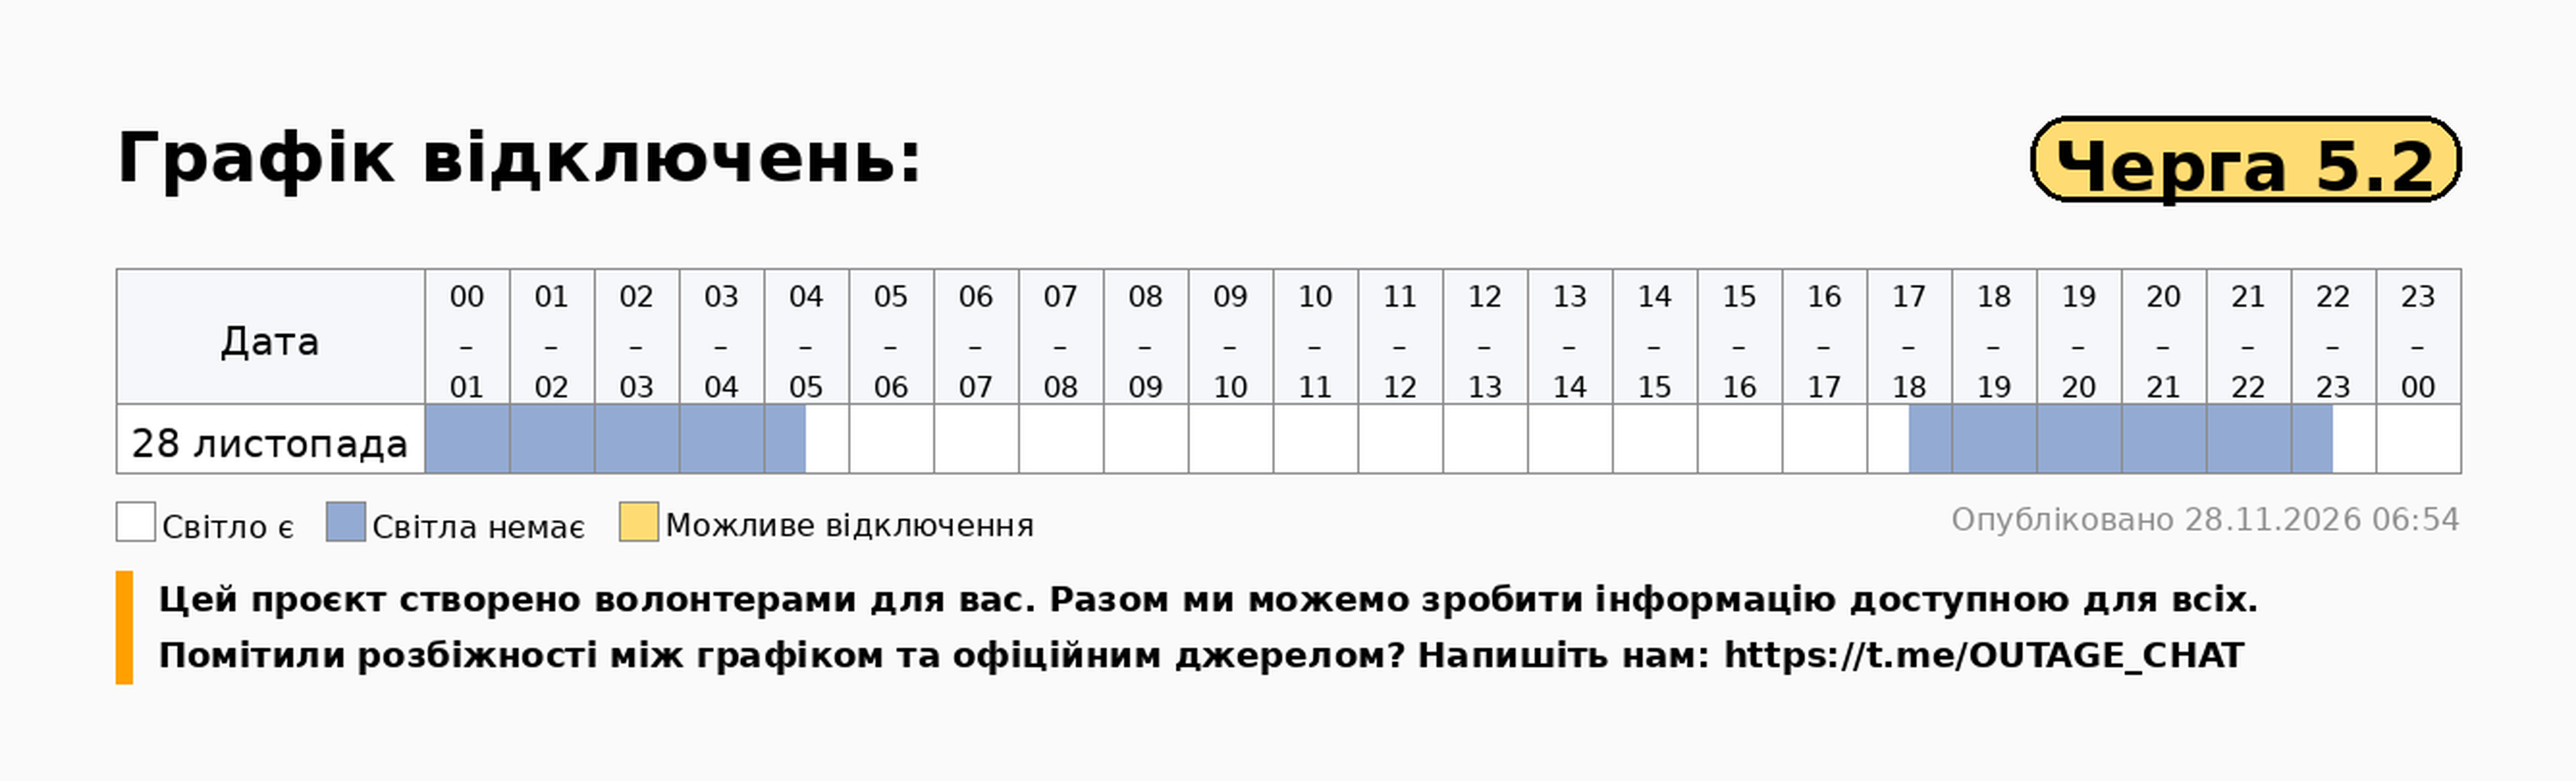 Графік відключень:
Черга 5.2
Дата
00 – 01
01 – 02
02 – 03
03 – 04
04 – 05
05 – 06
06 – 07
07 – 08
08 – 09
09 – 10
10 – 11
11 – 12
12 – 13
13 – 14
14 – 15
15 – 16
16 – 17
17 – 18
18 – 19
19 – 20
20 – 21
21 – 22
22 – 23
23 – 00
28 листопада
Світло є
Світла немає
Можливе відключення
Опубліковано 28.11.2026 06:54
Цей проєкт створено волонтерами для вас. Разом ми можемо зробити інформацію доступною для всіх.
Помітили розбіжності між графіком та офіційним джерелом? Напишіть нам: https://t.me/OUTAGE_CHAT